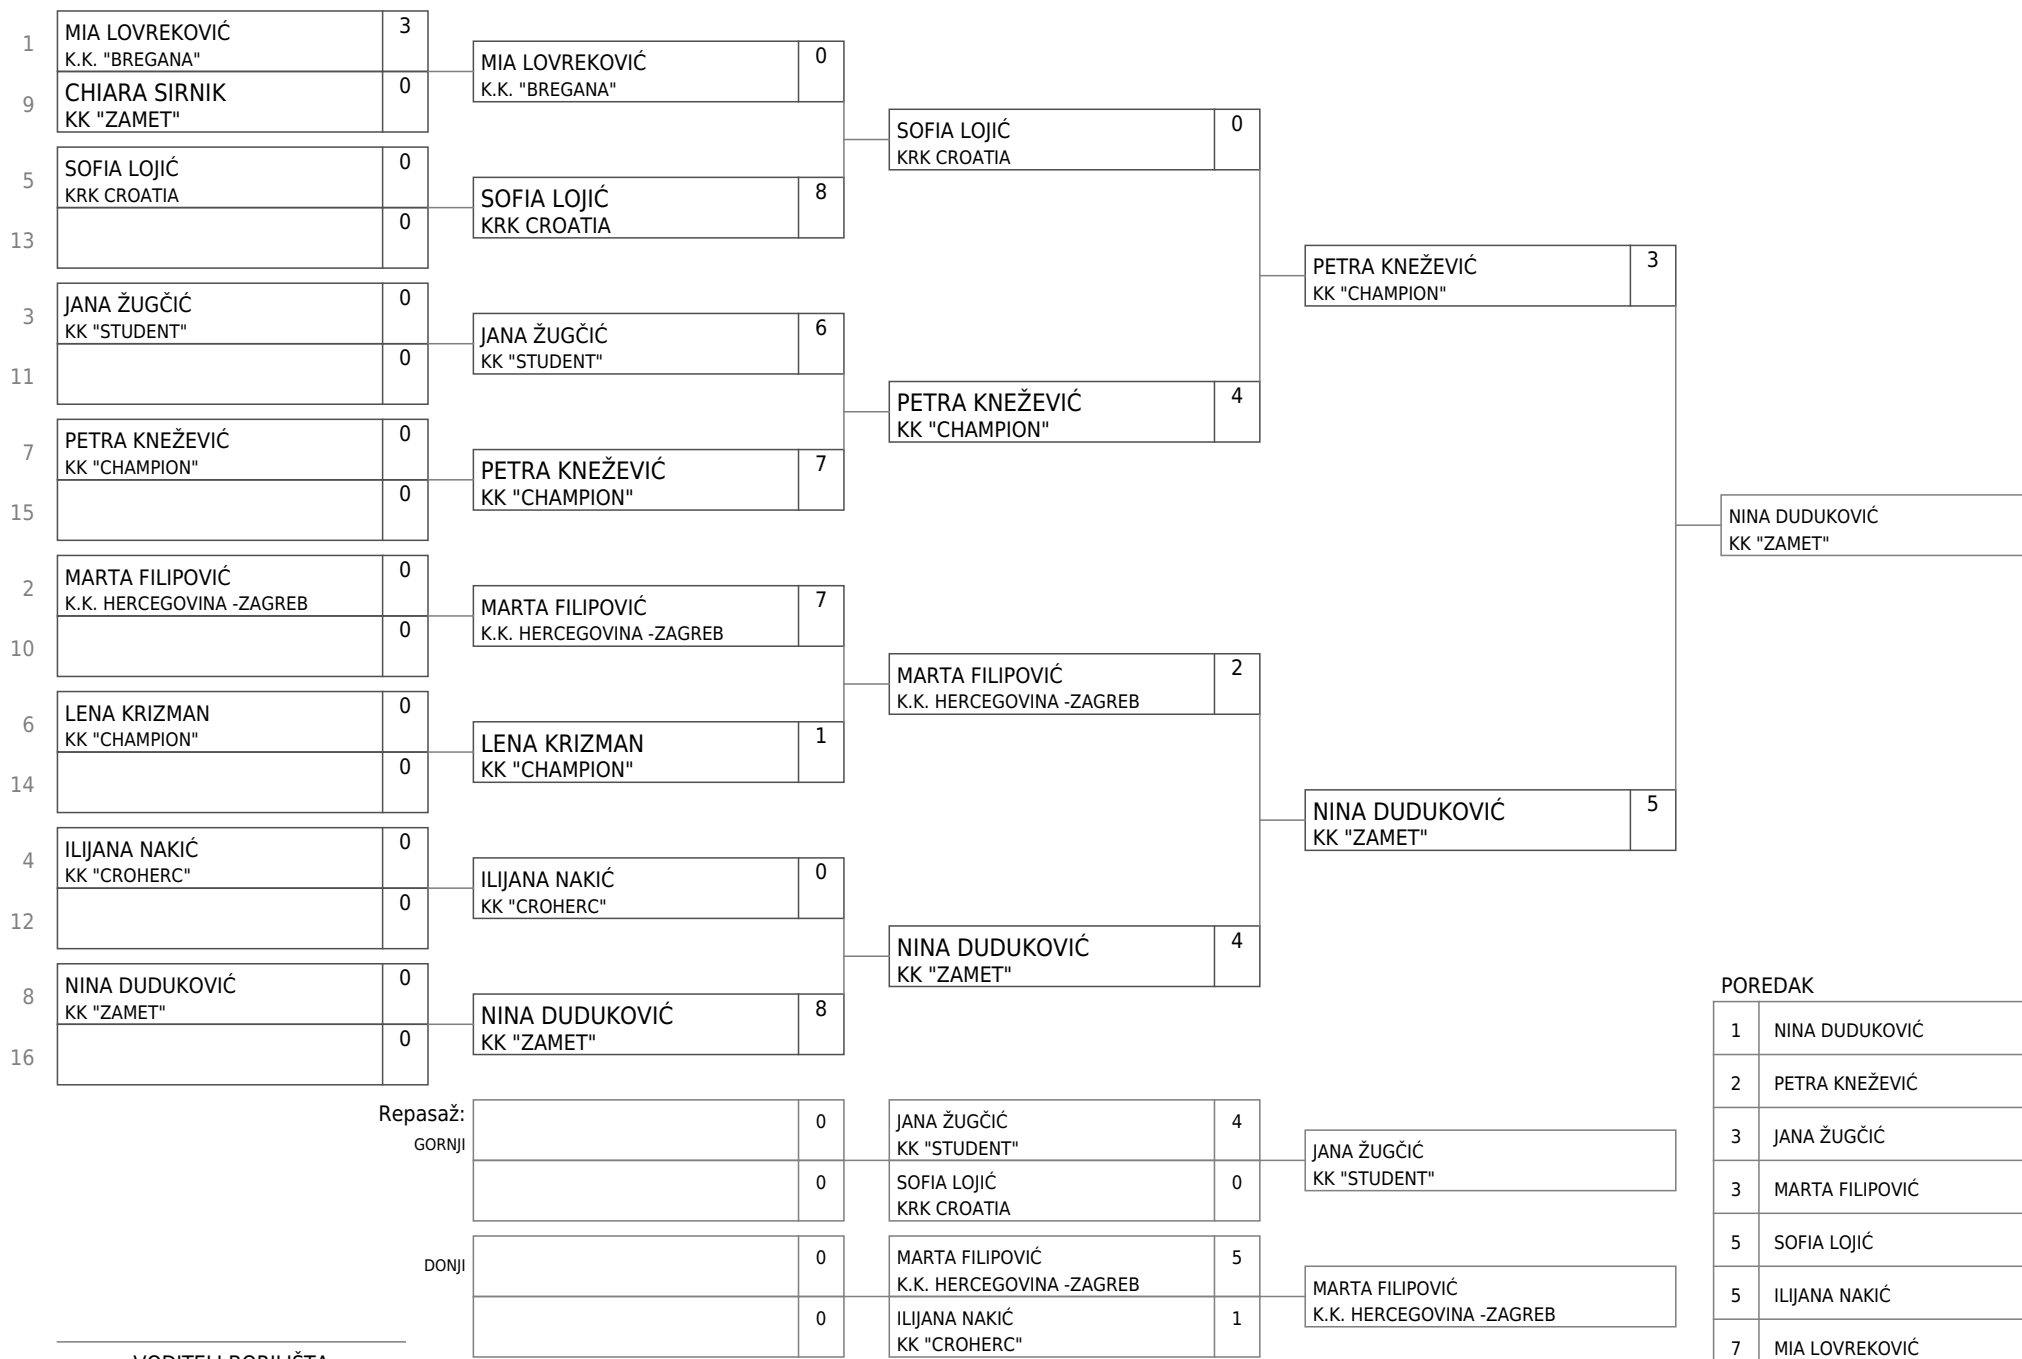 1
MIA LOVREKOVIĆ
K.K. "BREGANA"
3
9
CHIARA SIRNIK
KK "ZAMET"
0
5
SOFIA LOJIĆ
KRK CROATIA
0
13
0
3
JANA ŽUGČIĆ
KK "STUDENT"
0
11
0
7
PETRA KNEŽEVIĆ
KK "CHAMPION"
0
15
0
2
MARTA FILIPOVIĆ
K.K. HERCEGOVINA -ZAGREB
0
10
0
6
LENA KRIZMAN
KK "CHAMPION"
0
14
0
4
ILIJANA NAKIĆ
KK "CROHERC"
0
12
0
8
NINA DUDUKOVIĆ
KK "ZAMET"
0
16
0
MIA LOVREKOVIĆ
K.K. "BREGANA"
0
SOFIA LOJIĆ
KRK CROATIA
8
JANA ŽUGČIĆ
KK "STUDENT"
6
PETRA KNEŽEVIĆ
KK "CHAMPION"
7
MARTA FILIPOVIĆ
K.K. HERCEGOVINA -ZAGREB
7
LENA KRIZMAN
KK "CHAMPION"
1
ILIJANA NAKIĆ
KK "CROHERC"
0
NINA DUDUKOVIĆ
KK "ZAMET"
8
SOFIA LOJIĆ
KRK CROATIA
0
PETRA KNEŽEVIĆ
KK "CHAMPION"
4
MARTA FILIPOVIĆ
K.K. HERCEGOVINA -ZAGREB
2
NINA DUDUKOVIĆ
KK "ZAMET"
4
PETRA KNEŽEVIĆ
KK "CHAMPION"
3
NINA DUDUKOVIĆ
KK "ZAMET"
5
NINA DUDUKOVIĆ
KK "ZAMET"
Repasaž:
GORNJI
0
0
JANA ŽUGČIĆ
KK "STUDENT"
4
SOFIA LOJIĆ
KRK CROATIA
0
JANA ŽUGČIĆ
KK "STUDENT"
DONJI
0
0
MARTA FILIPOVIĆ
K.K. HERCEGOVINA -ZAGREB
5
ILIJANA NAKIĆ
KK "CROHERC"
1
MARTA FILIPOVIĆ
K.K. HERCEGOVINA -ZAGREB
POREDAK
1 NINA DUDUKOVIĆ
2 PETRA KNEŽEVIĆ
3 JANA ŽUGČIĆ
3 MARTA FILIPOVIĆ
5 SOFIA LOJIĆ
5 ILIJANA NAKIĆ
7 MIA LOVREKOVIĆ